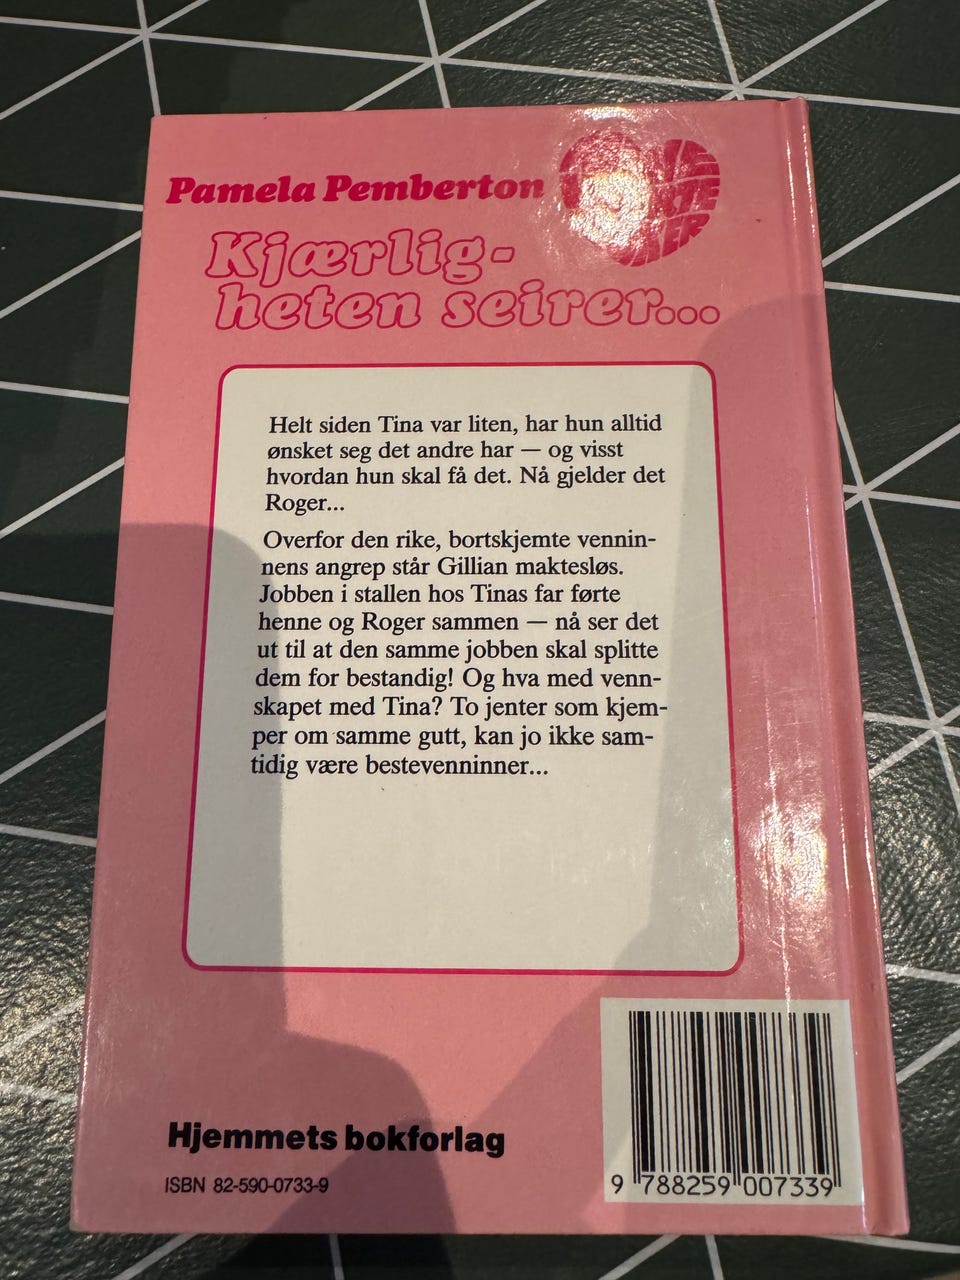 Pamela Pemberton
Kjærlig-
heten seirer...
Helt siden Tina var liten, har hun alltid
ønsket seg det andre har — og visst
hvordan hun skal få det. Nå gjelder det
Roger...
Overfor den rike, bortskjemte vennin-
nens angrep står Gillian maktesløs.
Jobben i stallen hos Tinas far førte
henne og Roger sammen — nå ser det
ut til at den samme jobben skal splitte
dem for bestandig! Og hva med venn-
skapet med Tina? To jenter som kjem-
per om samme gutt, kan jo ikke sam-
tidig være bestevenninner...
Hjemmets bokforlag
ISBN 82-590-0733-9
9 788259 007339